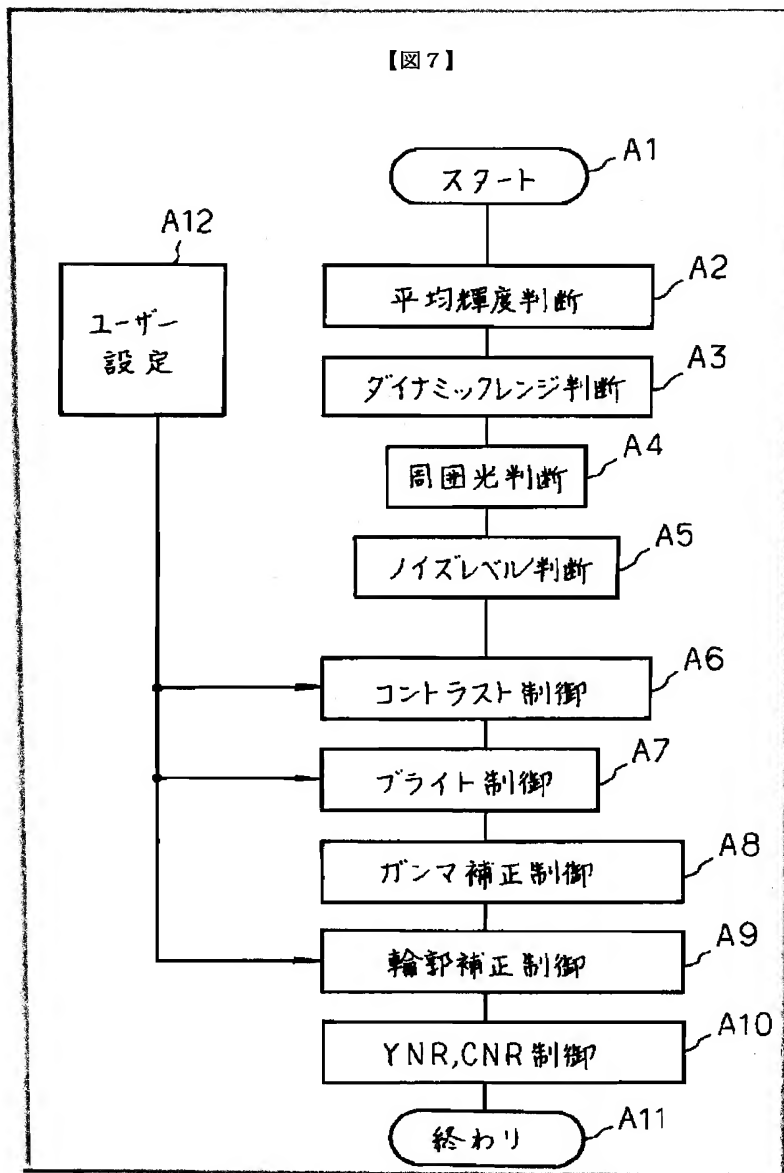 【図7】
スタート
A1
A12
ユーザー
設定
平均輝度判断
A2
ダイナミックレンジ判断
A3
周囲光判断
A4
ノイズレベル判断
A5
コントラスト制御
A6
ブライト制御
A7
ガンマ補正制御
A8
輪郭補正制御
A9
YNR,CNR制御
A10
終わり
A11